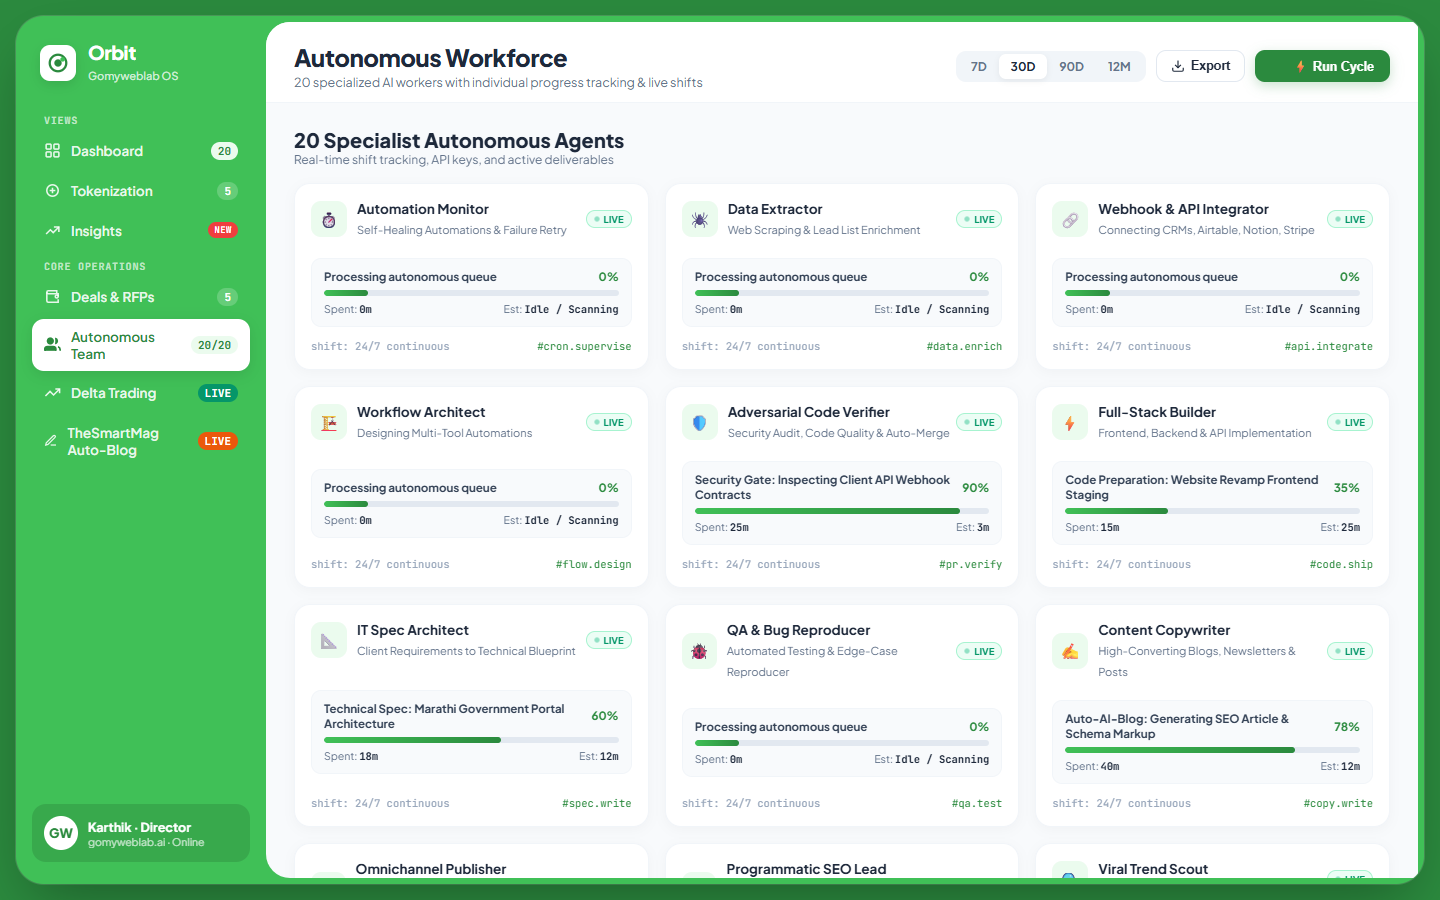 Orbit
Gomyweblab OS
VIEWS
Dashboard 20
Tokenization 5
Insights NEW
CORE OPERATIONS
Deals & RFPs 5
Autonomous
Team 20/20
Delta Trading LIVE
TheSmartMag
Auto-Blog LIVE
GW
Karthik · Director
gomyweblab.ai · Online
Autonomous Workforce
20 specialized AI workers with individual progress tracking & live shifts
7D 30D 90D 12M
Export
Run Cycle
20 Specialist Autonomous Agents
Real-time shift tracking, API keys, and active deliverables
Automation Monitor
Self-Healing Automations & Failure Retry
LIVE
Processing autonomous queue 0%
Spent: 0m Est: Idle / Scanning
shift: 24/7 continuous #cron.supervise
Data Extractor
Web Scraping & Lead List Enrichment
LIVE
Processing autonomous queue 0%
Spent: 0m Est: Idle / Scanning
shift: 24/7 continuous #data.enrich
Webhook & API Integrator
Connecting CRMs, Airtable, Notion, Stripe
LIVE
Processing autonomous queue 0%
Spent: 0m Est: Idle / Scanning
shift: 24/7 continuous #api.integrate
Workflow Architect
Designing Multi-Tool Automations
LIVE
Processing autonomous queue 0%
Spent: 0m Est: Idle / Scanning
shift: 24/7 continuous #flow.design
Adversarial Code Verifier
Security Audit, Code Quality & Auto-Merge
LIVE
Security Gate: Inspecting Client API Webhook
Contracts 90%
Spent: 25m Est: 3m
shift: 24/7 continuous #pr.verify
Full-Stack Builder
Frontend, Backend & API Implementation
LIVE
Code Preparation: Website Revamp Frontend
Staging 35%
Spent: 15m Est: 25m
shift: 24/7 continuous #code.ship
IT Spec Architect
Client Requirements to Technical Blueprint
LIVE
Technical Spec: Marathi Government Portal
Architecture 60%
Spent: 18m Est: 12m
shift: 24/7 continuous #spec.write
QA & Bug Reproducer
Automated Testing & Edge-Case
Reproducer
LIVE
Processing autonomous queue 0%
Spent: 0m Est: Idle / Scanning
shift: 24/7 continuous #qa.test
Content Copywriter
High-Converting Blogs, Newsletters &
Posts
LIVE
Auto-AI-Blog: Generating SEO Article &
Schema Markup 78%
Spent: 40m Est: 12m
shift: 24/7 continuous #copy.write
Omnichannel Publisher
Programmatic SEO Lead
Viral Trend Scout
LIVE